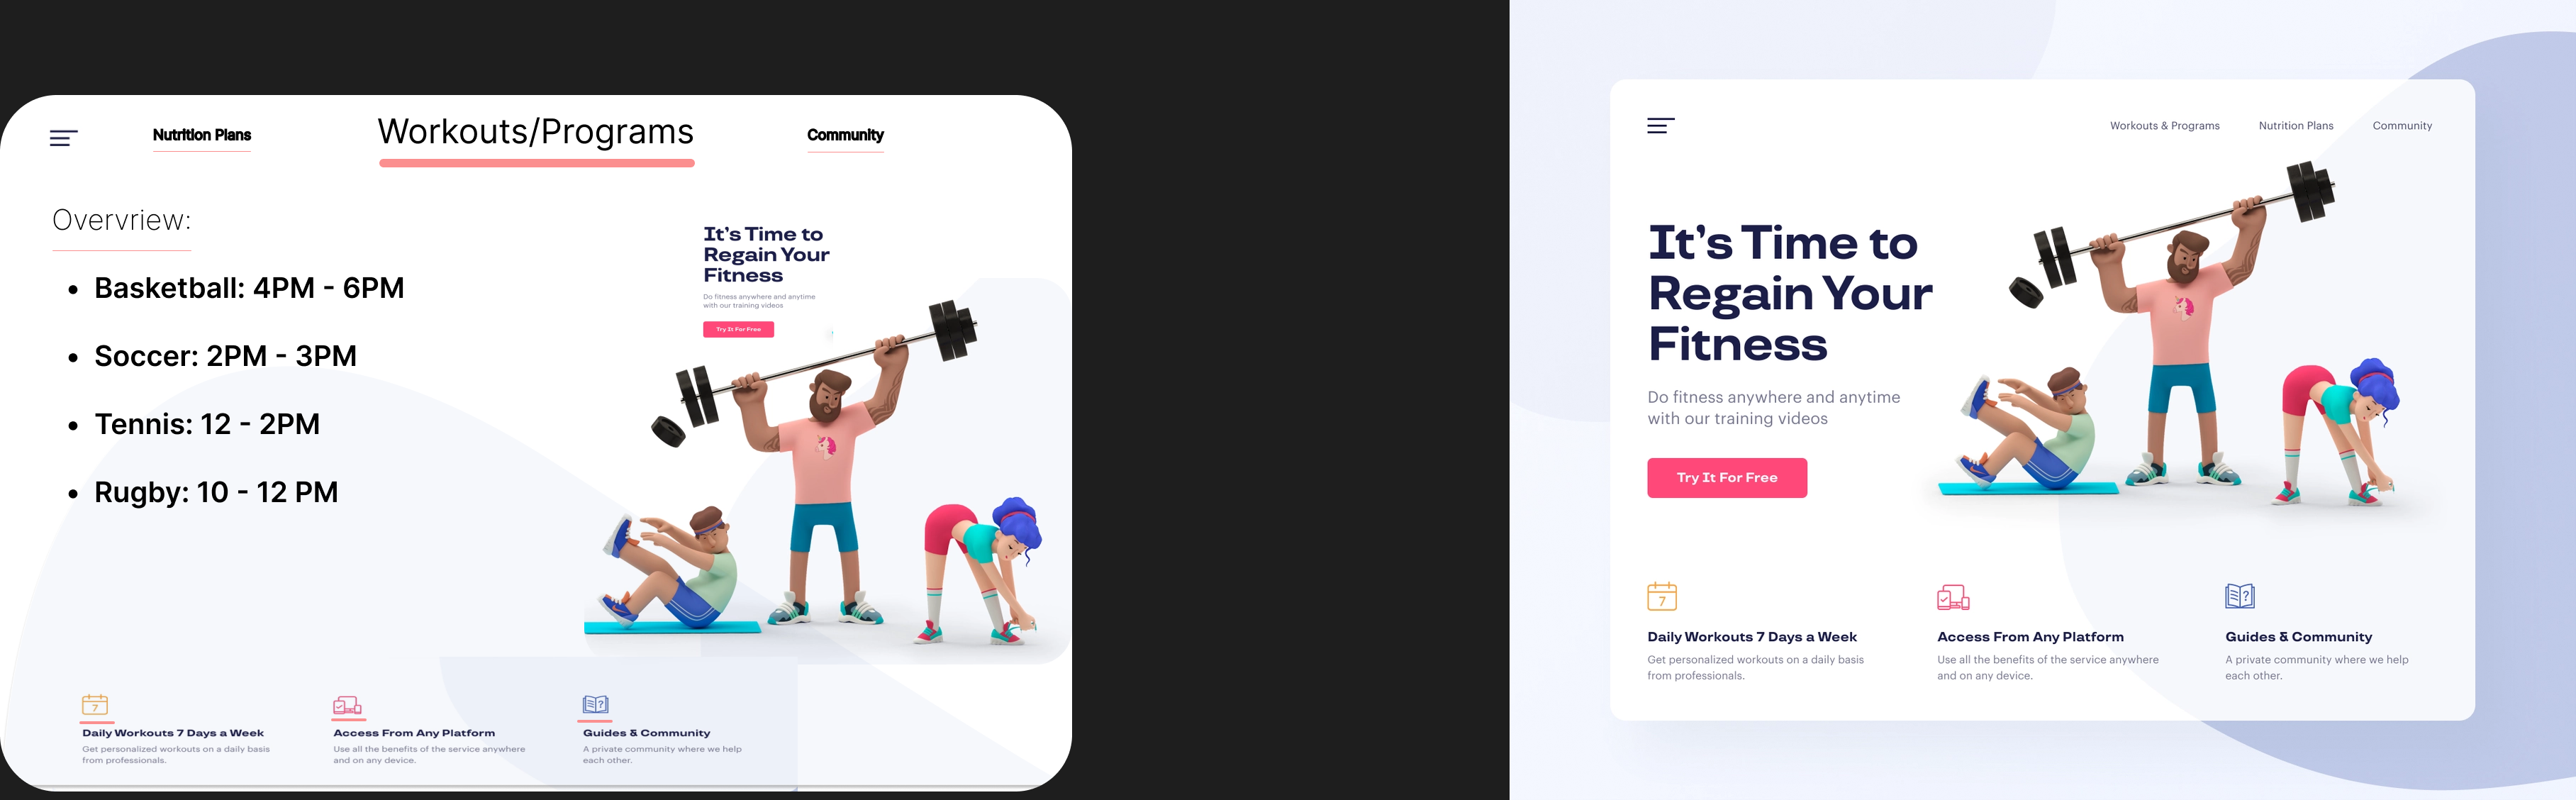 Nutrition Plans
Workouts/Programs
Community
Overvriew:
• Basketball: 4PM - 6PM
• Soccer: 2PM - 3PM
• Tennis: 12 - 2PM
• Rugby: 10 - 12 PM
It's Time to
Regain Your
Fitness
Do fitness anywhere and anytime
with our training videos
Try It For Free
7
Daily Workouts 7 Days a Week
Get personalized workouts on a daily basis
from professionals.
Access From Any Platform
Use all the benefits of the service anywhere
and on any device.
?
Guides & Community
A private community where we help
each other.
Workouts & Programs
Nutrition Plans
Community
It's Time to
Regain Your
Fitness
Do fitness anywhere and anytime
with our training videos
Try It For Free
7
Daily Workouts 7 Days a Week
Get personalized workouts on a daily basis
from professionals.
Access From Any Platform
Use all the benefits of the service anywhere
and on any device.
?
Guides & Community
A private community where we help
each other.